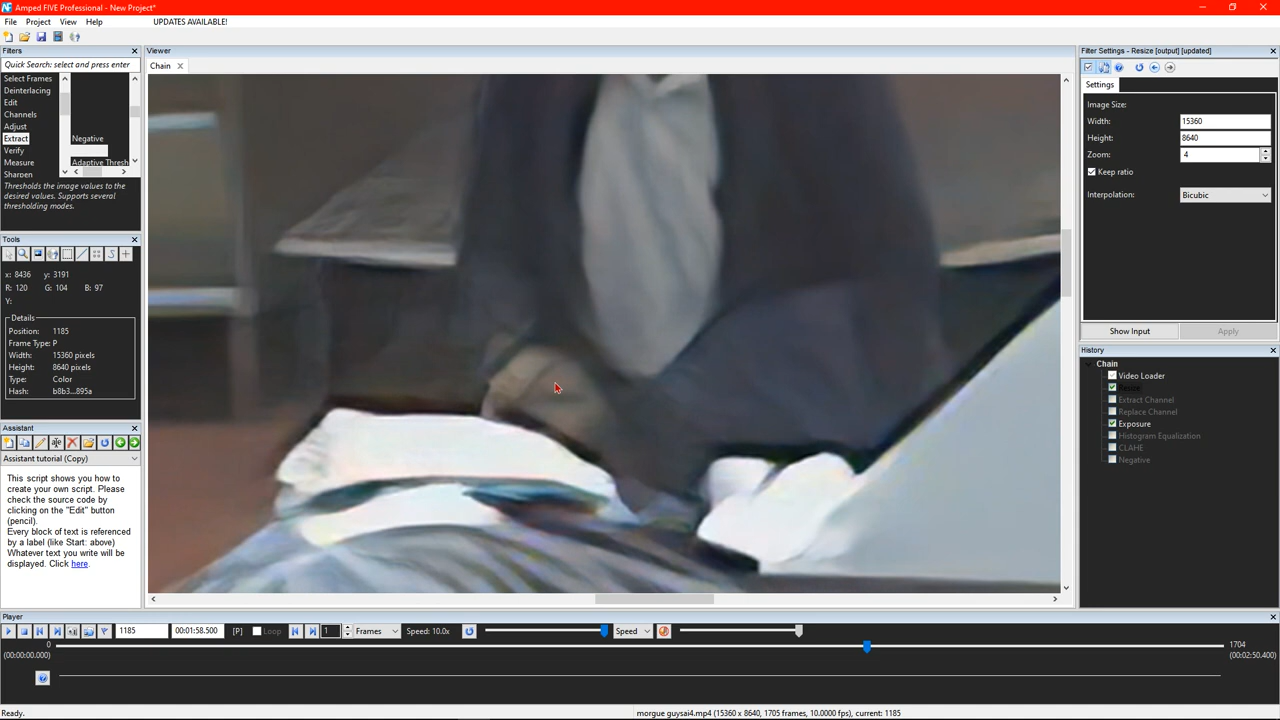 Amped FIVE Professional - New Project*
File Project View Help UPDATES AVAILABLE!
Filters
Quick Search: select and press enter
Select Frames
Deinterlacing
Edit
Channels
Adjust
Extract
Verify
Measure
Sharpen
Negative
Adaptive Thresh
Thresholds the image values to the
desired values. Supports several
thresholding modes.
Tools
x: 8436 y: 3191
R: 120 G: 104 B: 97
Y:
Details
Position: 1185
Frame Type: P
Width: 15360 pixels
Height: 8640 pixels
Type: Color
Hash: b8b3...895a
Assistant
Assistant tutorial (Copy)
This script shows you how to
create your own script. Please
check the source code by
clicking on the "Edit" button
(pencil).
Every block of text is referenced
by a label (like Start: above)
Whatever text you write will be
displayed. Click here.
Viewer
Chain
Filter Settings - Resize [output] [updated]
Settings
Image Size:
Width: 15360
Height: 8640
Zoom: 4
Keep ratio
Interpolation: Bicubic
Show Input Apply
History
Chain
Video Loader
Resize
Extract Channel
Replace Channel
Exposure
Histogram Equalization
CLAHE
Negative
Player
1185 00:01:58.500 [P] Loop 1 Frames Speed: 10.0x Speed
0 1704
(00:00:00.000) (00:02:50.400)
Ready. morgue guysai4.mp4 (15360 x 8640, 1705 frames, 10.0000 fps), current: 1185